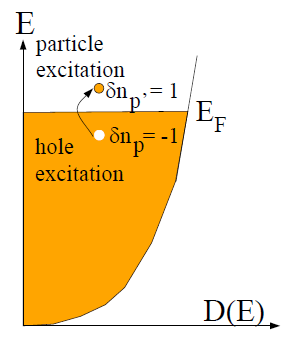 E
particle
excitation
δn_p' = 1
E_F
δn_p = -1
hole
excitation
D(E)